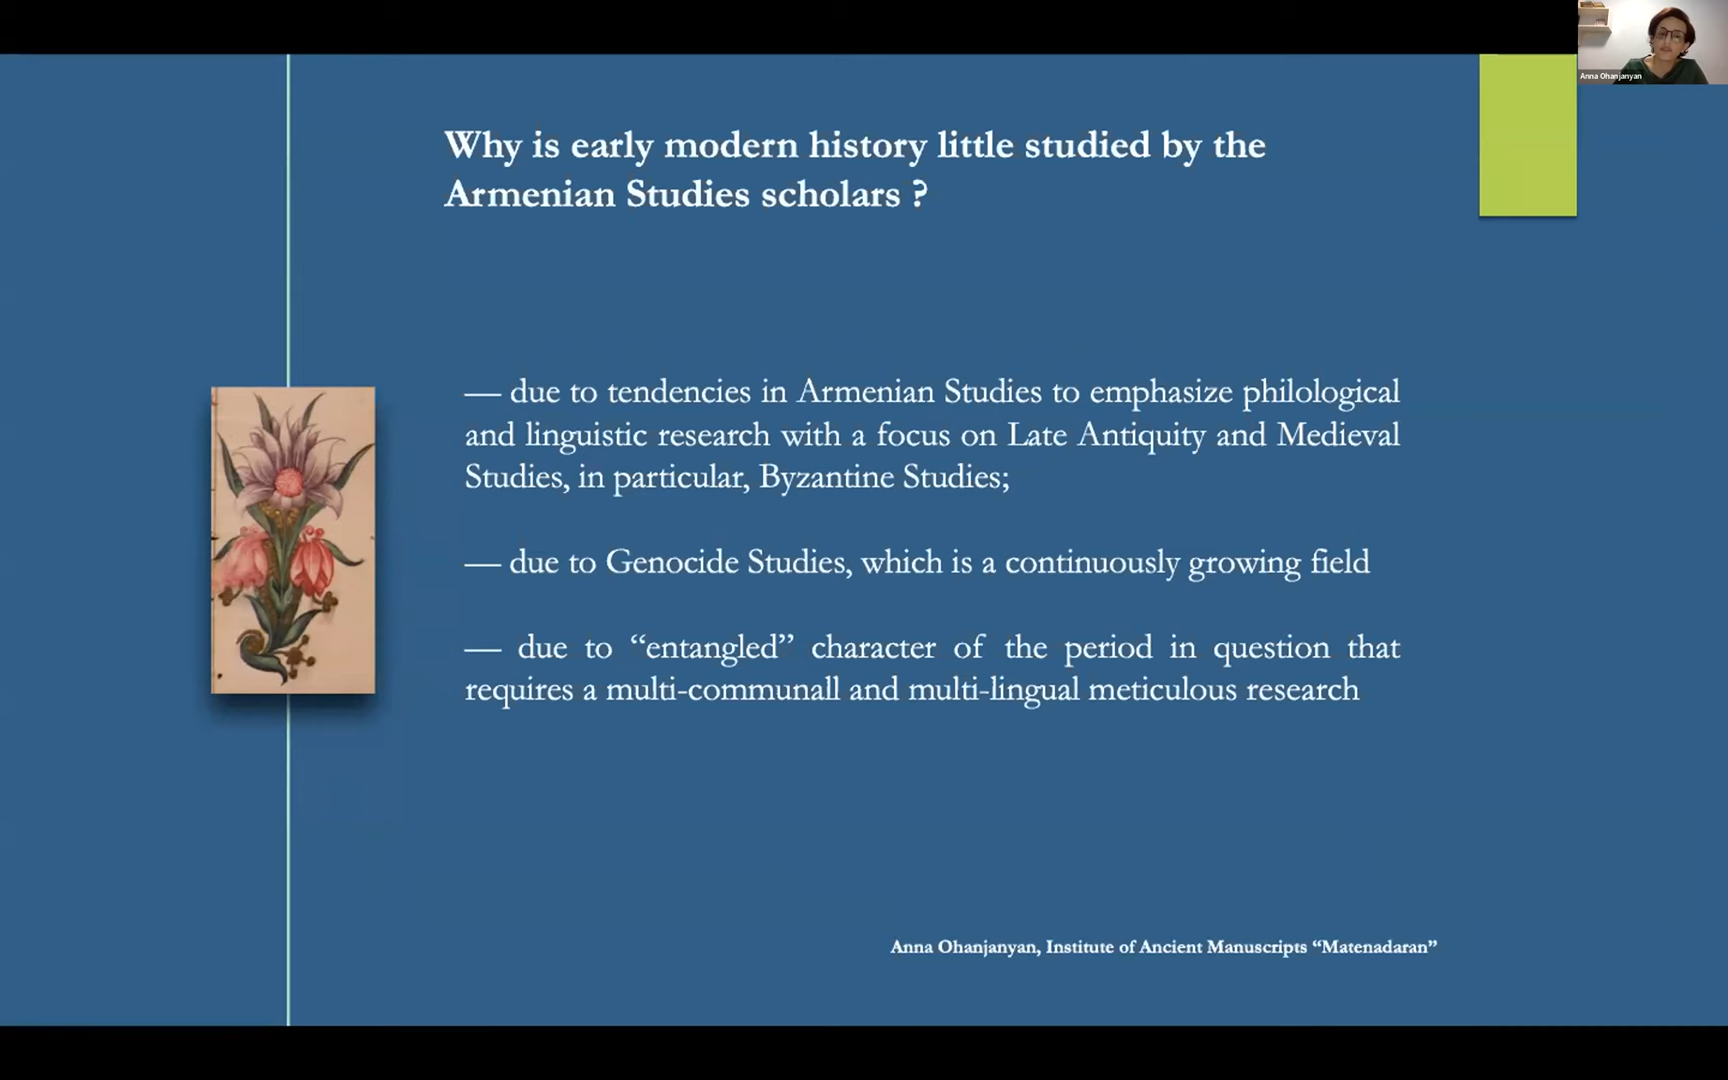 Anna Ohanjanyan
Why is early modern history little studied by the
Armenian Studies scholars ?
— due to tendencies in Armenian Studies to emphasize philological
and linguistic research with a focus on Late Antiquity and Medieval
Studies, in particular, Byzantine Studies;
— due to Genocide Studies, which is a continuously growing field
— due to “entangled” character of the period in question that
requires a multi-communall and multi-lingual meticulous research
Anna Ohanjanyan, Institute of Ancient Manuscripts “Matenadaran”